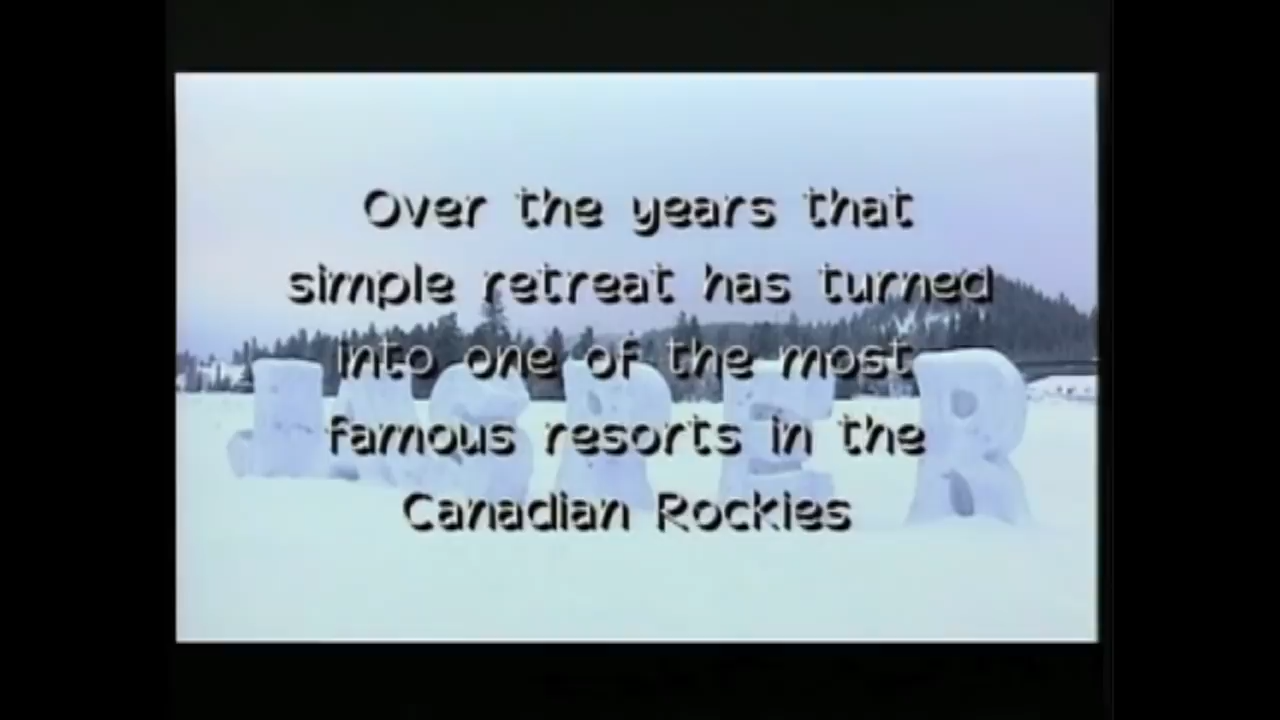 Over the years that
simple retreat has turned
into one of the most
famous resorts in the
Canadian Rockies
JASPER